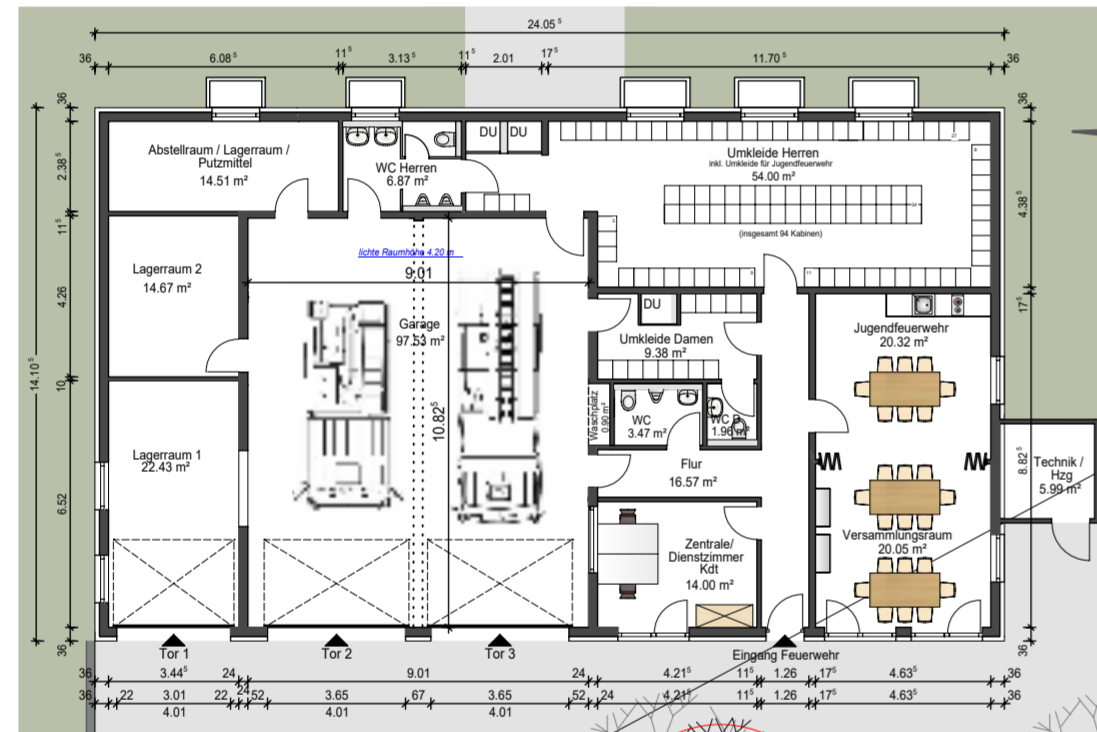 24.05⁵
36
6.08⁵
11⁵
3.13⁵
11⁵
2.01
17⁵
11.70⁵
36
36
2.38⁵
11⁵
4.26
10
6.52
36
14.10⁵
Abstellraum / Lagerraum /
Putzmittel
14.51 m²
WC Herren
6.87 m²
DU
DU
Umkleide Herren
inkl. Umkleide für Jugendfeuerwehr
54.00 m²
(insgesamt 94 Kabinen)
36
4.38⁵
17⁵
8.82⁵
36
Lagerraum 2
14.67 m²
lichte Raumhöhe 4.20 m
9.01
Garage
97.53 m²
10.82⁵
DU
Umkleide Damen
9.38 m²
Jugendfeuerwehr
20.32 m²
Lagerraum 1
22.43 m²
Waschplatz
0.90 m²
WC
3.47 m²
WC D.
1.96 m²
Flur
16.57 m²
Technik /
Hzg
5.99 m²
Zentrale/
Dienstzimmer
Kdt
14.00 m²
Versammlungsraum
20.05 m²
Tor 1
Tor 2
Tor 3
Eingang Feuerwehr
36
3.44⁵
24
9.01
24
4.21⁵
11⁵
1.26
17⁵
4.63⁵
36
36
22
3.01
22
24
52
3.65
67
3.65
52
24
4.21⁵
11⁵
1.26
17⁵
4.63⁵
36
4.01
4.01
4.01